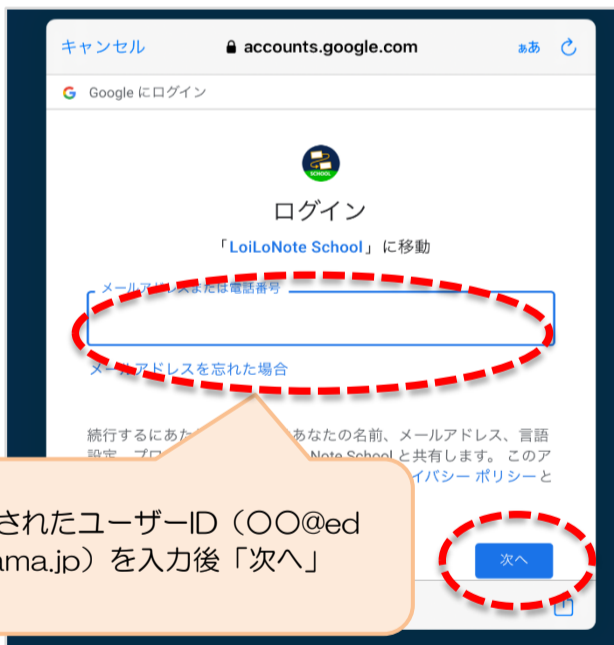 キャンセル accounts.google.com ぁあ
G Google にログイン
SCHOOL
ログイン
「LoiLoNote School」に移動
メールアドレスまたは電話番号
メールアドレスを忘れた場合
続行するにあた あなたの名前、メールアドレス、言語
設定、プロ Note School と共有します。このア
イバシー ポリシーと
されたユーザーID（〇〇@ed
ama.jp）を入力後「次へ」
次へ